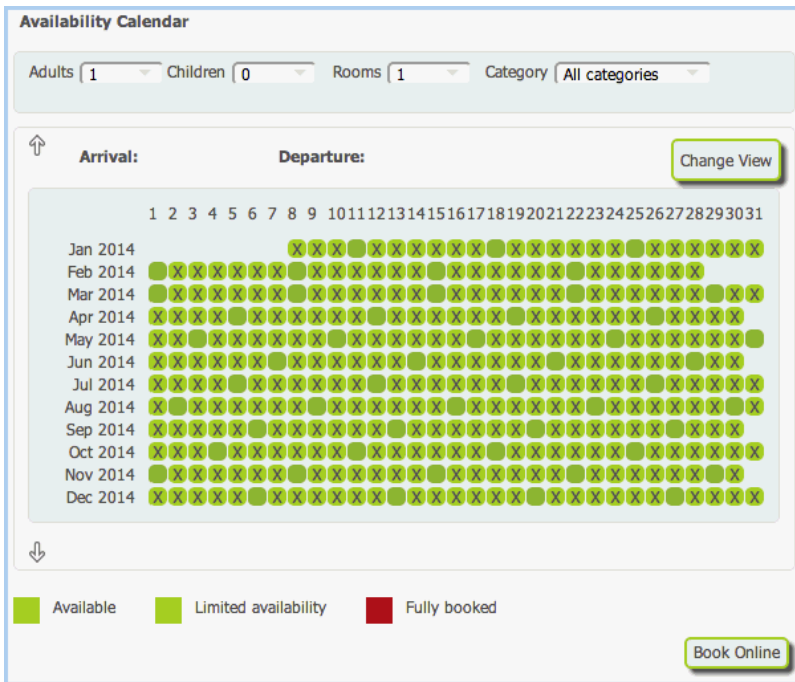 Availability Calendar
Adults 1 Children 0 Rooms 1 Category All categories
Arrival: Departure: Change View
1 2 3 4 5 6 7 8 9 10 11 12 13 14 15 16 17 18 19 20 21 22 23 24 25 26 27 28 29 30 31
Jan 2014 X X X X X X X X X X X X X X X X X X X X X
Feb 2014 X X X X X X X X X X X X X X X X X X X X X X X X
Mar 2014 X X X X X X X X X X X X X X X X X X X X X X X X X X
Apr 2014 X X X X X X X X X X X X X X X X X X X X X X X X X X
May 2014 X X X X X X X X X X X X X X X X X X X X X X X X X X
Jun 2014 X X X X X X X X X X X X X X X X X X X X X X X X X X
Jul 2014 X X X X X X X X X X X X X X X X X X X X X X X X X X X
Aug 2014 X X X X X X X X X X X X X X X X X X X X X X X X X X
Sep 2014 X X X X X X X X X X X X X X X X X X X X X X X X X X
Oct 2014 X X X X X X X X X X X X X X X X X X X X X X X X X X X
Nov 2014 X X X X X X X X X X X X X X X X X X X X X X X X X
Dec 2014 X X X X X X X X X X X X X X X X X X X X X X X X X X X
Available Limited availability Fully booked
Book Online